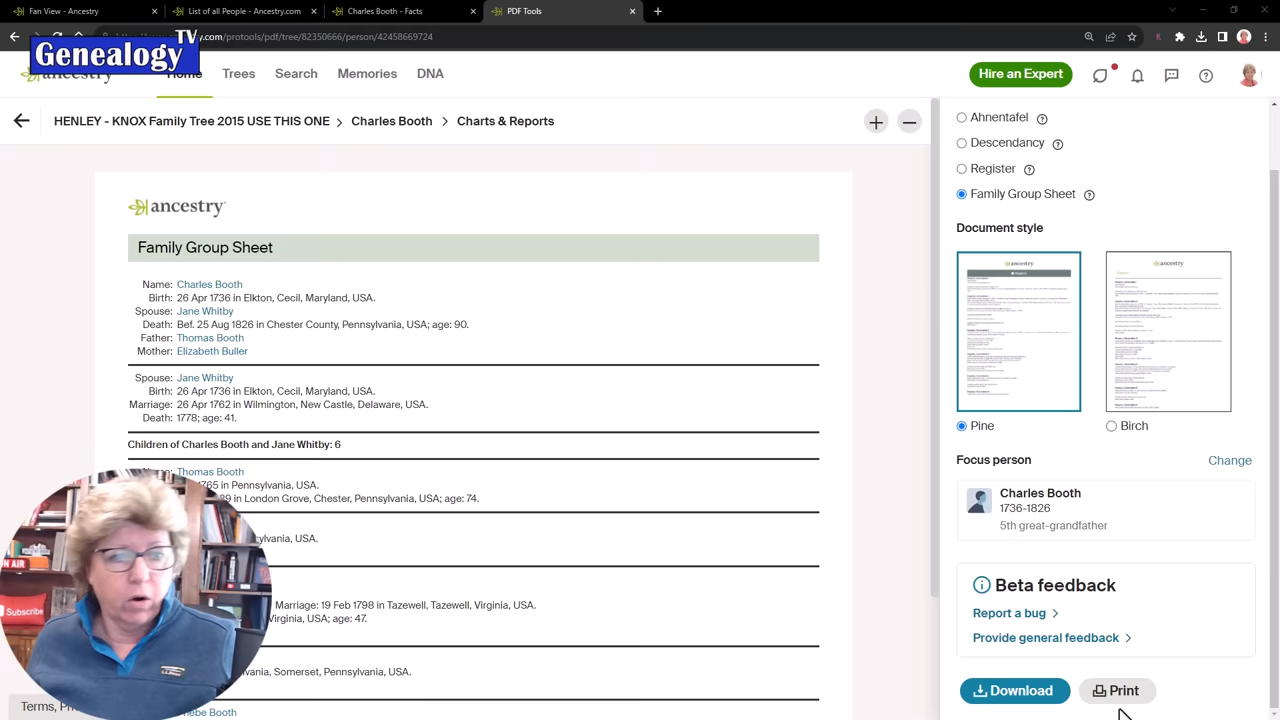 Fan View - Ancestry
List of all People - Ancestry.com
Charles Booth - Facts
PDF Tools
.com/protools/pdf/tree/82350666/person/42458669724
Genealogy TV
ancestry
Home
Trees
Search
Memories
DNA
Hire an Expert
HENLEY - KNOX Family Tree 2015 USE THIS ONE > Charles Booth > Charts & Reports
ancestry
Family Group Sheet
Name: Charles Booth
Birth: 26 Apr 1736 in Elkton, Cecil, Maryland, USA.
Spouse: Jane Whitby
Death: Bef. 25 Aug 1826 in Chester County, Pennsylvania, USA; age: 90.
Father: Thomas Booth
Mother: Elizabeth Buller
Spouse: Jane Whitby
Birth: 1736 in Elkton, Cecil, Maryland, USA.
Marriage: 26 Apr 1762 in Wilmington, New Castle, Delaware, USA.
Death: 1778; age: 41.
Children of Charles Booth and Jane Whitby: 6
Name: Thomas Booth
1765 in Pennsylvania, USA.
39 in London Grove, Chester, Pennsylvania, USA; age: 74.
USA.
Marriage: 19 Feb 1798 in Tazewell, Tazewell, Virginia, USA.
Virginia, USA; age: 47.
Somerset, Pennsylvania, USA.
Booth
Terms,
ON AIR
Subscribe
Ahnentafel
Descendancy
Register
Family Group Sheet
Document style
ancestry
ancestry
Pine
Birch
Focus person
Change
Charles Booth
1736-1826
5th great-grandfather
Beta feedback
Report a bug >
Provide general feedback >
Download
Print